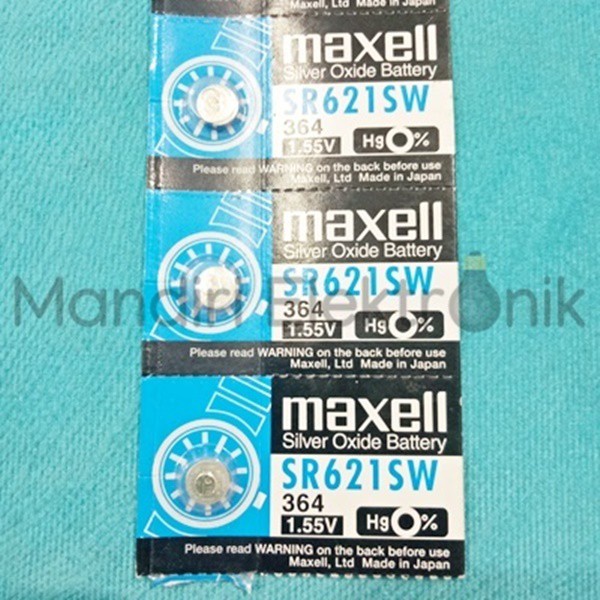 Maxell, Ltd Made in Japan
maxell
Silver Oxide Battery
SR621SW
364
1.55V
Hg 0%
Please read WARNING on the back before use
Maxell, Ltd Made in Japan
maxell
Silver Oxide Battery
SR621SW
Mandiri Elektronik
364
1.55V
Hg 0%
Please read WARNING on the back before use
Maxell, Ltd Made in Japan
maxell
Silver Oxide Battery
SR621SW
364
1.55V
Hg 0%
Please read WARNING on the back before use
Maxell, Ltd Made in Japan